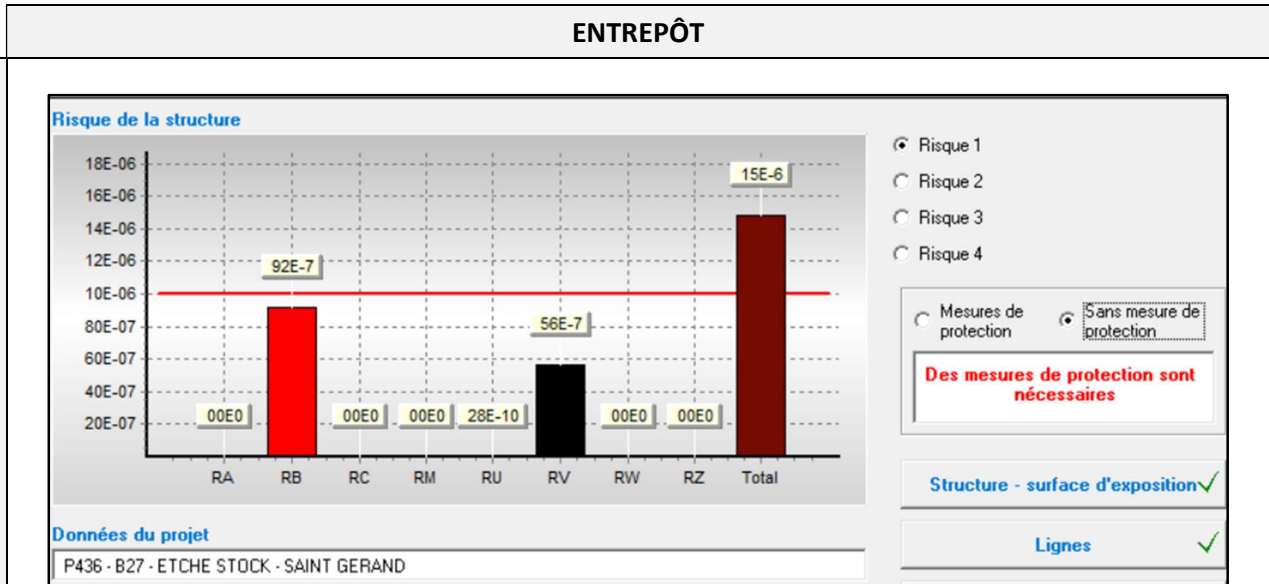 ENTREPÔT
Risque de la structure
18E-06
16E-06
14E-06
12E-06
10E-06
80E-07
60E-07
40E-07
20E-07
00E0
92E-7
00E0
00E0
28E-10
56E-7
00E0
00E0
15E-6
RA RB RC RM RU RV RW RZ Total
Risque 1
Risque 2
Risque 3
Risque 4
Mesures de
protection
Sans mesure de
protection
Des mesures de protection sont
nécessaires
Structure - surface d'exposition
Lignes
Données du projet
P436 - B27 - ETCHE STOCK - SAINT GERAND